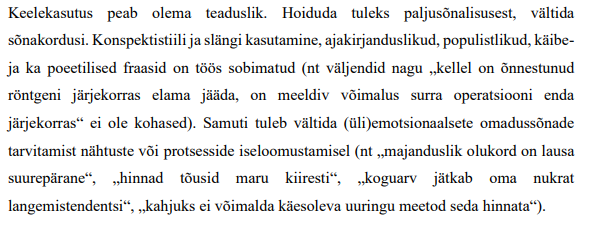 Keelekasutus peab olema teaduslik. Hoiduda tuleks paljusõnalisusest, vältida
sõnakordusi. Konspektistiili ja slängi kasutamine, ajakirjanduslikud, populistlikud, käibe-
ja ka poeetilised fraasid on töös sobimatud (nt väljendid nagu „kellel on õnnestunud
röntgeni järjekorras elama jääda, on meeldiv võimalus surra operatsiooni enda
järjekorras“ ei ole kohased). Samuti tuleb vältida (üli)emotsionaalsete omadussõnade
tarvitamist nähtuste või protsesside iseloomustamisel (nt „majanduslik olukord on lausa
suurepärane“, „hinnad tõusid maru kiiresti“, „koguarv jätkab oma nukrat
langemistendentsi“, „kahjuks ei võimalda käesoleva uuringu meetod seda hinnata“).